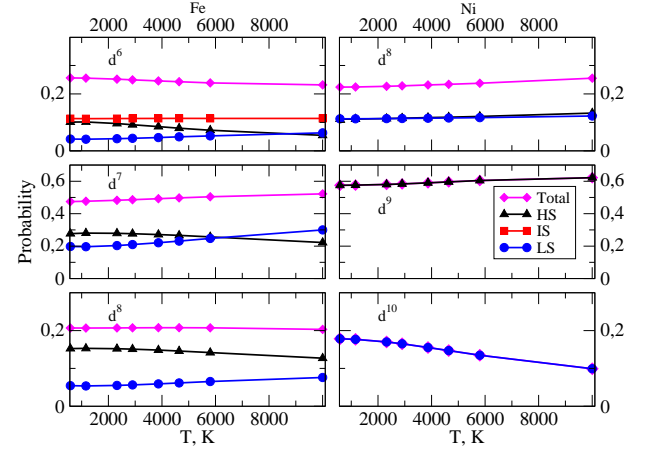 Fe Ni
2000 4000 6000 8000 2000 4000 6000 8000
d6 d8
0,2 0,2
0 0
d7 d9
0,6 0,6
0,4 0,4
0,2 0,2
0 0
Probability
Total
HS
IS
LS
d8 d10
0,2 0,2
0 0
2000 4000 6000 8000 2000 4000 6000 8000
T, K T, K